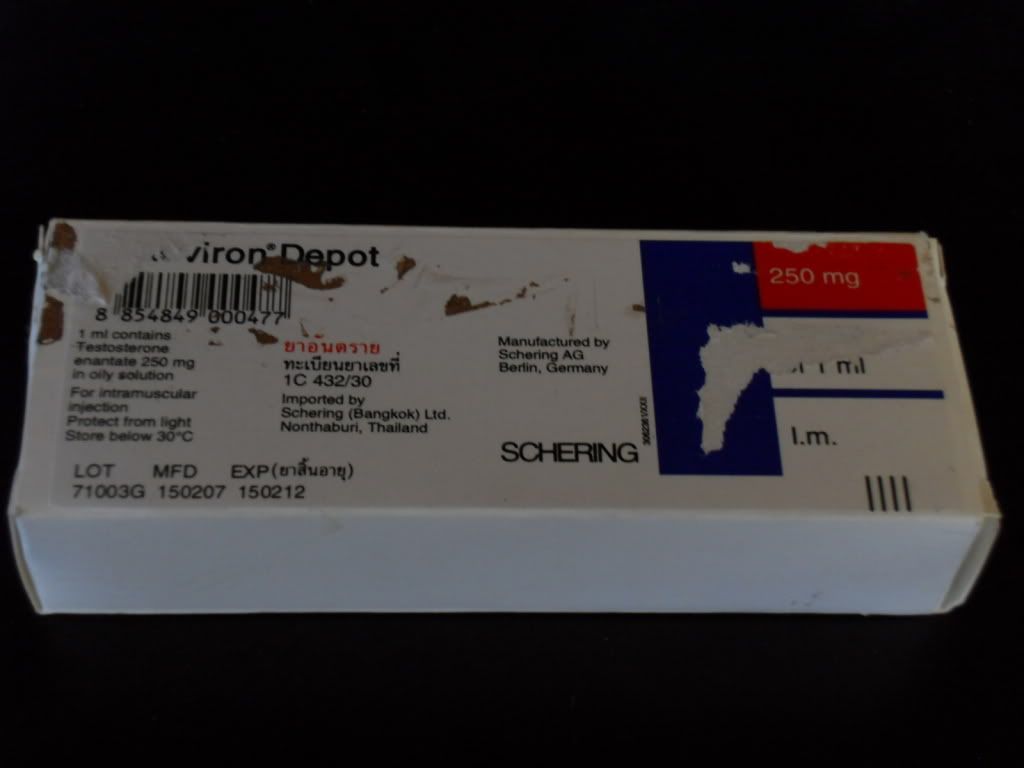 viron® Depot
8 854849 000477
1 ml contains
Testosterone
enantate 250 mg
in oily solution
For intramuscular
injection
Protect from light
Store below 30°C
LOT MFD EXP (ยาสิ้นอายุ)
71003G 150207 150212
ยาอันตราย
ทะเบียนยาเลขที่
1C 432/30
Imported by
Schering (Bangkok) Ltd.
Nonthaburi, Thailand
Manufactured by
Schering AG
Berlin, Germany
SCHERING
250 mg
1 ml
I.m.